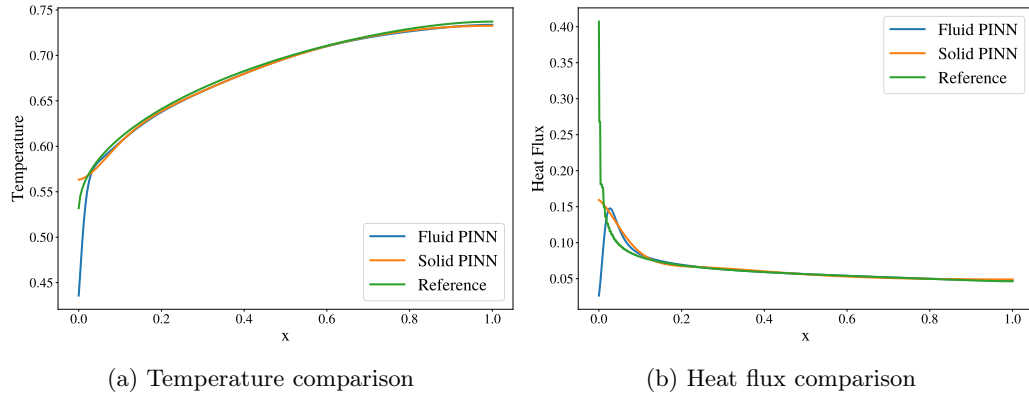 0.75
0.70
0.65
0.60
0.55
0.50
0.45
Temperature
0.0 0.2 0.4 0.6 0.8 1.0
x
Fluid PINN
Solid PINN
Reference
(a) Temperature comparison
0.40
0.35
0.30
0.25
0.20
0.15
0.10
0.05
Heat Flux
0.0 0.2 0.4 0.6 0.8 1.0
x
Fluid PINN
Solid PINN
Reference
(b) Heat flux comparison